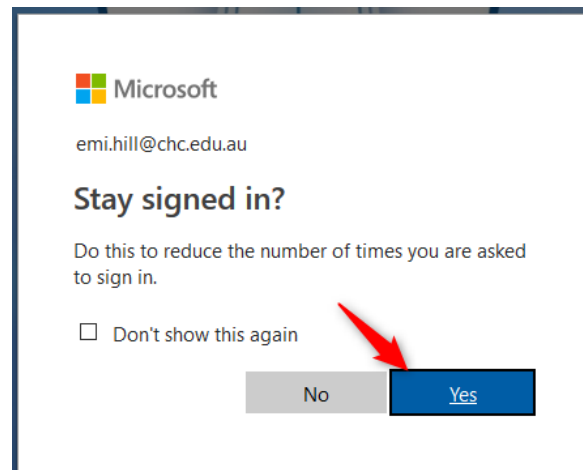 Microsoft
emi.hill@chc.edu.au
Stay signed in?
Do this to reduce the number of times you are asked
to sign in.
Don't show this again
No
Yes